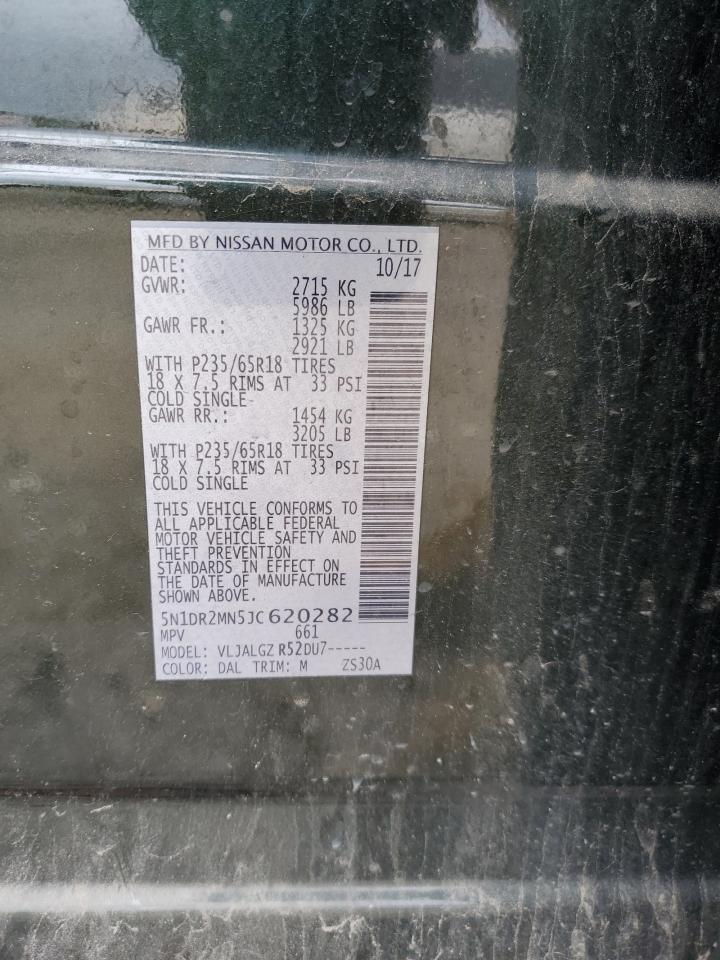 MFD BY NISSAN MOTOR CO., LTD.
DATE: 10/17
GVWR: 2715 KG
5986 LB
GAWR FR.: 1325 KG
2921 LB
WITH P235/65R18 TIRES
18 X 7.5 RIMS AT 33 PSI
COLD SINGLE
GAWR RR.: 1454 KG
3205 LB
WITH P235/65R18 TIRES
18 X 7.5 RIMS AT 33 PSI
COLD SINGLE
THIS VEHICLE CONFORMS TO
ALL APPLICABLE FEDERAL
MOTOR VEHICLE SAFETY AND
THEFT PREVENTION
STANDARDS IN EFFECT ON
THE DATE OF MANUFACTURE
SHOWN ABOVE.
5N1DR2MN5JC620282
MPV 661
MODEL: VLJALGZ R52DU7-----
COLOR: DAL TRIM: M ZS30A